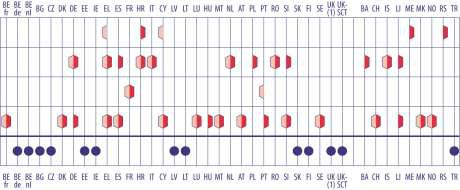 BE BE BE BG CZ DK DE EE IE EL ES FR HR IT CY LV LT LU HU MT NL AT PL PT RO SI SK FI SE UK UK- BA CH IS LI ME MK NO RS TR
fr de nl (1) SCT
BE BE BE BG CZ DK DE EE IE EL ES FR HR IT CY LV LT LU HU MT NL AT PL PT RO SI SK FI SE UK UK- BA CH IS LI ME MK NO RS TR
fr de nl (1) SCT